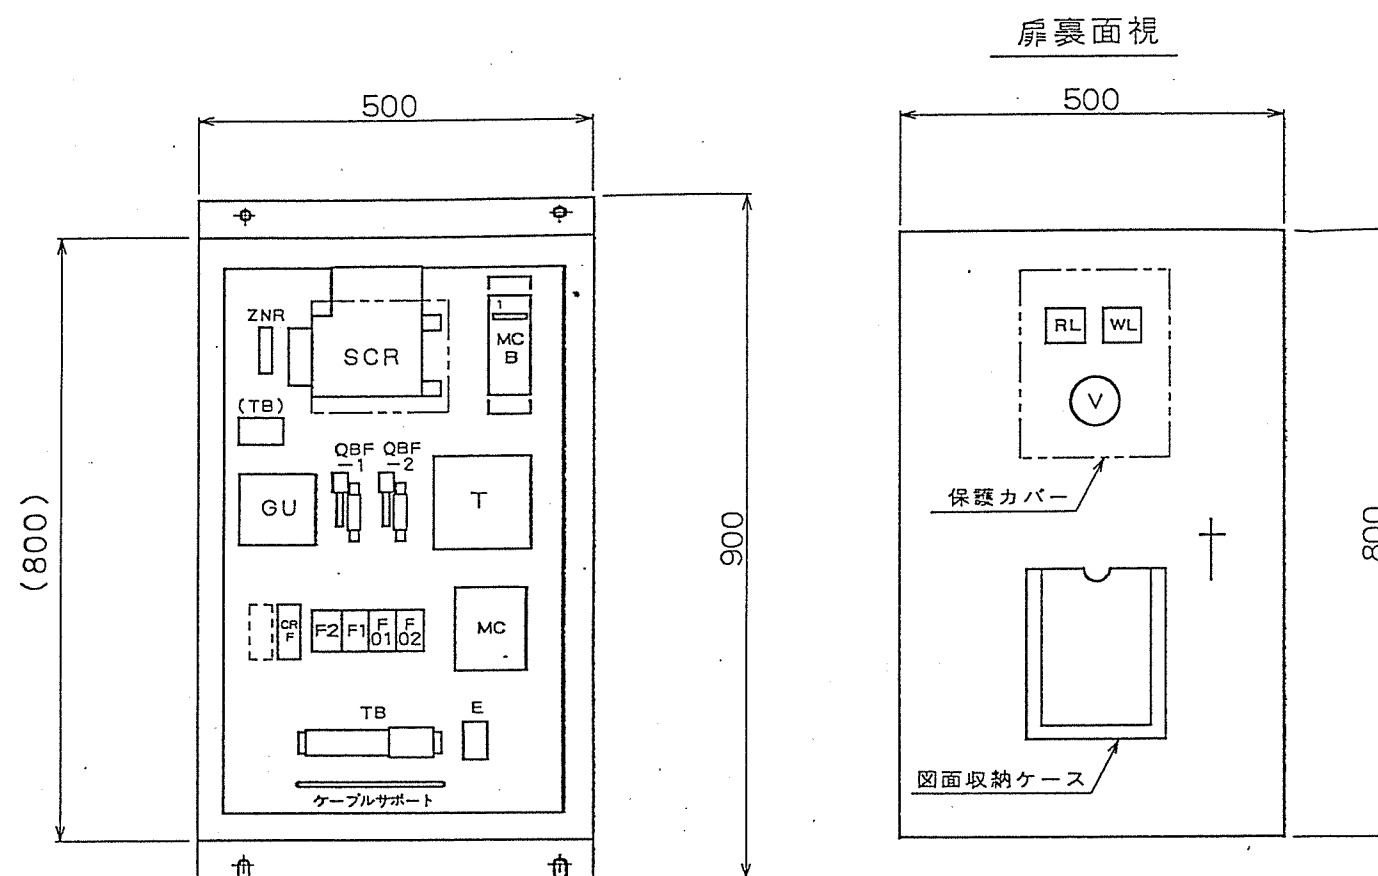 扉裏面視
500
500
ZNR
1
MC
B
SCR
RL
WL
(TB)
V
QBF
-1
QBF
-2
GU
T
保護カバー
(800)
900
800
CR
F
F2
F1
F
01
F
02
MC
TB
E
図面収納ケース
ケーブルサポート